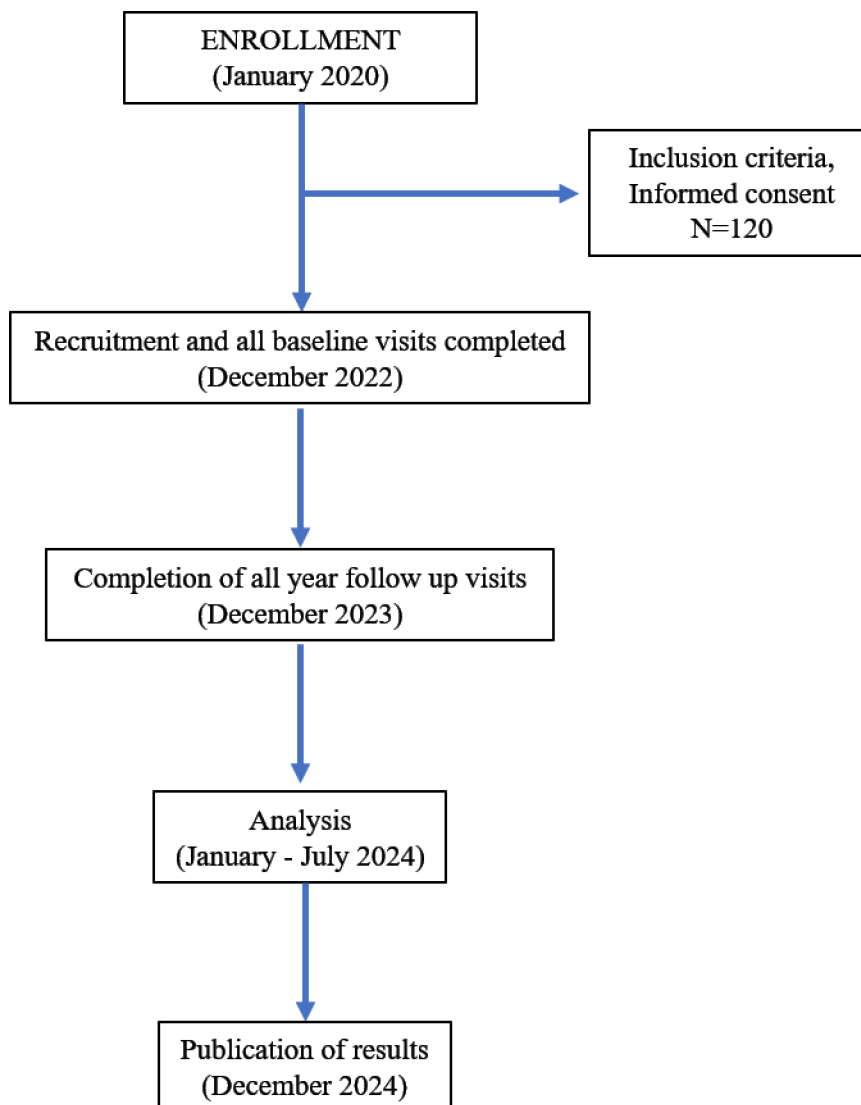 ENROLLMENT
(January 2020)
Inclusion criteria,
Informed consent
N=120
Recruitment and all baseline visits completed
(December 2022)
Completion of all year follow up visits
(December 2023)
Analysis
(January - July 2024)
Publication of results
(December 2024)